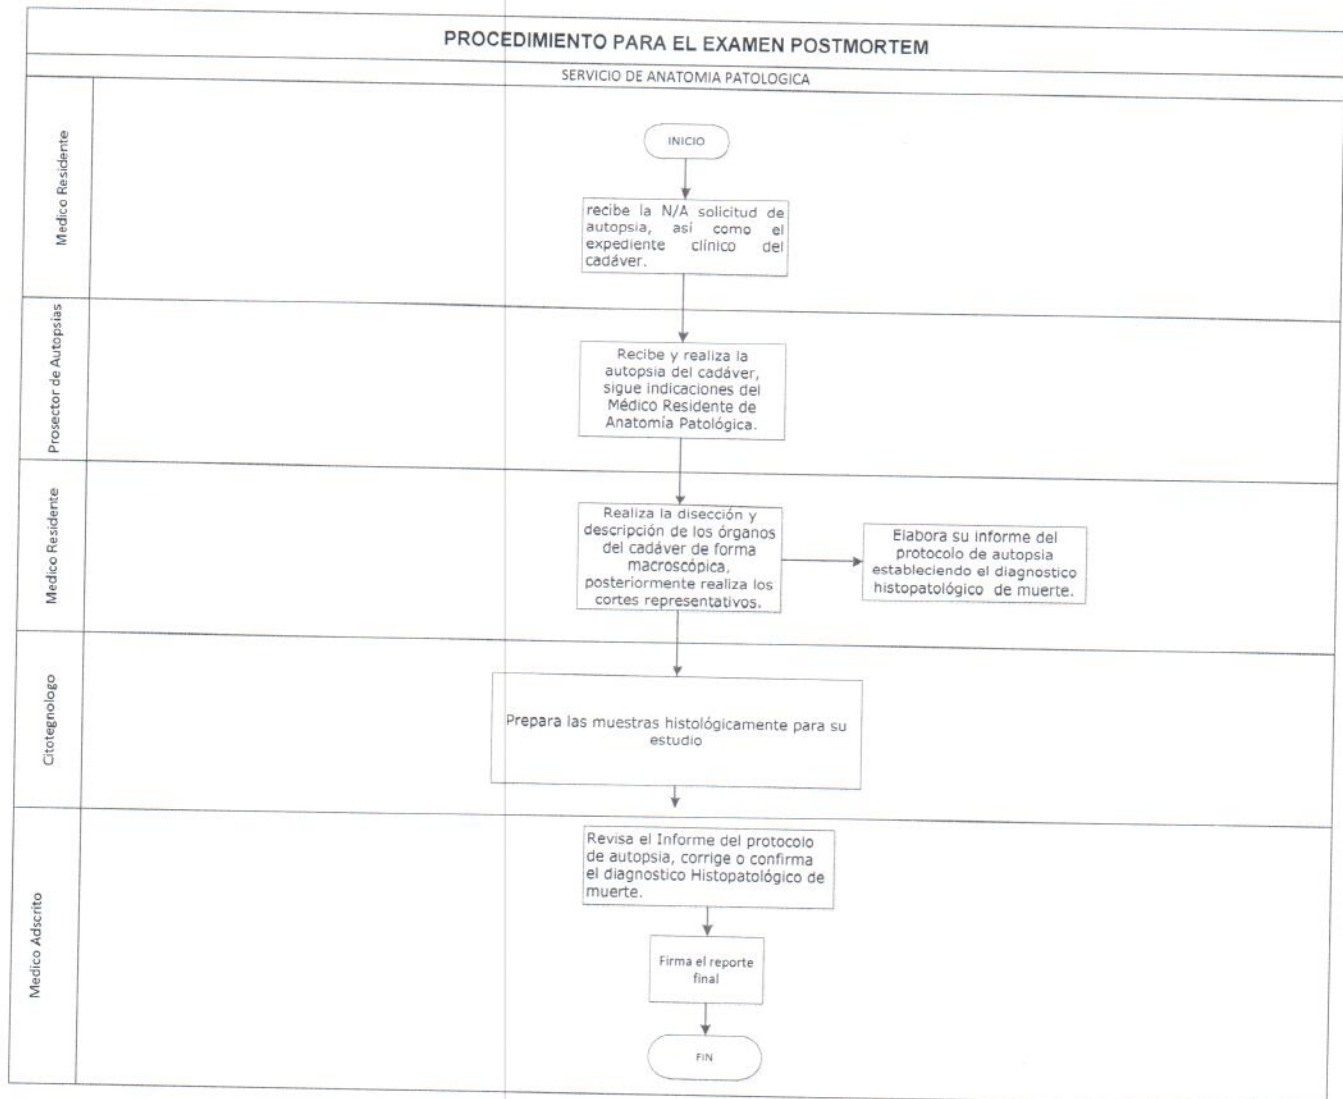 PROCEDIMIENTO PARA EL EXAMEN POSTMORTEM
SERVICIO DE ANATOMIA PATOLOGICA
Medico Residente
INICIO
recibe la N/A solicitud de
autopsia, así como el
expediente clínico del
cadáver.
Prosector de Autopsias
Recibe y realiza la
autopsia del cadáver,
sigue indicaciones del
Médico Residente de
Anatomía Patológica.
Medico Residente
Realiza la disección y
descripción de los órganos
del cadáver de forma
macroscópica,
posteriormente realiza los
cortes representativos.
Elabora su informe del
protocolo de autopsia
estableciendo el diagnostico
histopatológico de muerte.
Citotegnologo
Prepara las muestras histológicamente para su
estudio
Medico Adscrito
Revisa el Informe del protocolo
de autopsia, corrige o confirma
el diagnostico Histopatológico de
muerte.
Firma el reporte
final
FIN